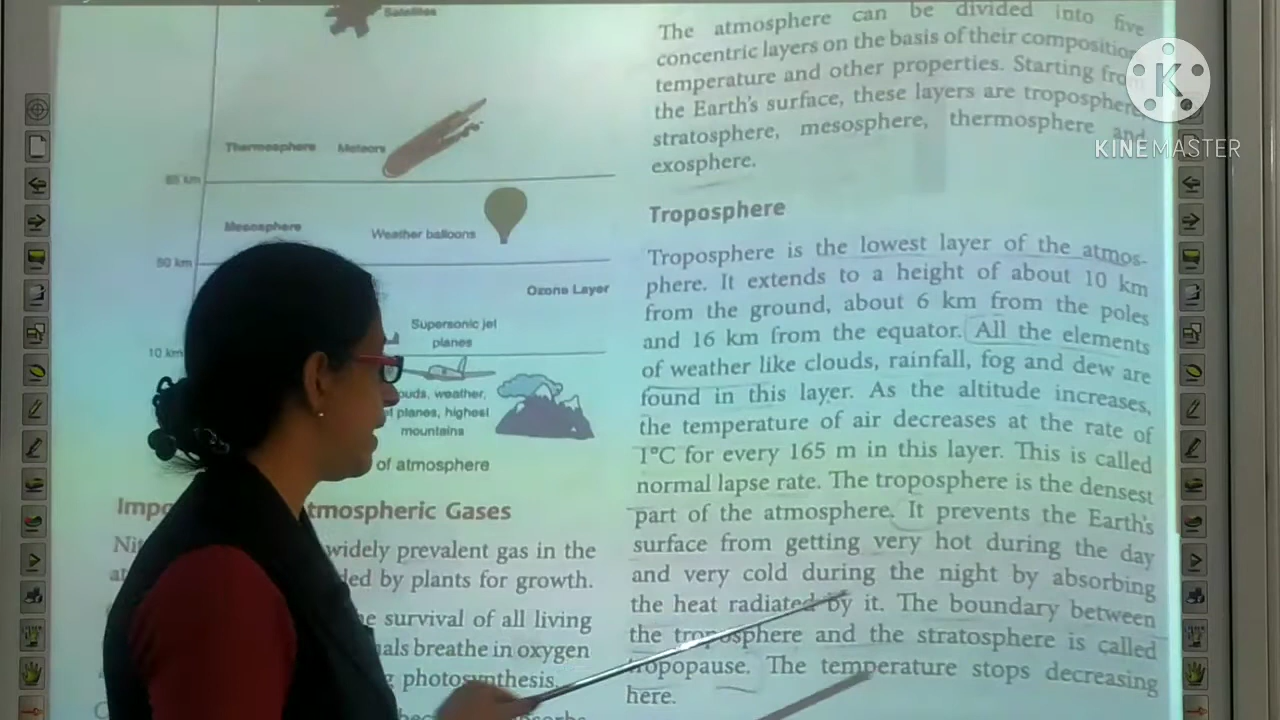 Satellites
Thermosphere Meteors
85 km
Mesosphere Weather balloons
50 km
Ozone Layer
Supersonic jet
planes
10 km
weather,
planes, highest
mountains
of atmosphere
Atmospheric Gases
widely prevalent gas in the
by plants for growth.
survival of all living
breathe in oxygen
photosynthesis.
The atmosphere can be divided into five
concentric layers on the basis of their composition
temperature and other properties. Starting from
the Earth's surface, these layers are troposphere
stratosphere, mesosphere, thermosphere and
exosphere.
Troposphere
Troposphere is the lowest layer of the atmos-
phere. It extends to a height of about 10 km
from the ground, about 6 km from the poles
and 16 km from the equator. All the elements
of weather like clouds, rainfall, fog and dew are
found in this layer. As the altitude increases,
the temperature of air decreases at the rate of
1°C for every 165 m in this layer. This is called
normal lapse rate. The troposphere is the densest
part of the atmosphere. It prevents the Earth's
surface from getting very hot during the day
and very cold during the night by absorbing
the heat radiated by it. The boundary between
the troposphere and the stratosphere is called
tropopause. The temperature stops decreasing
here.
K
KINEMASTER